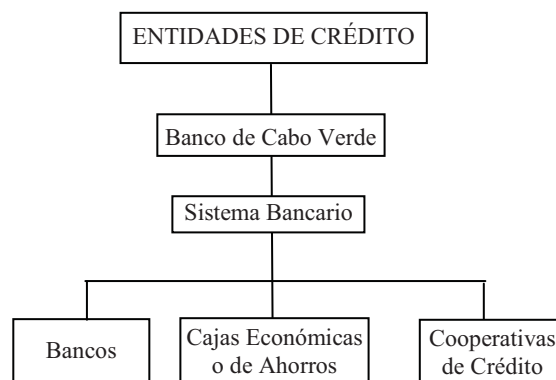 ENTIDADES DE CRÉDITO
Banco de Cabo Verde
Sistema Bancario
Bancos
Cajas Económicas
o de Ahorros
Cooperativas
de Crédito